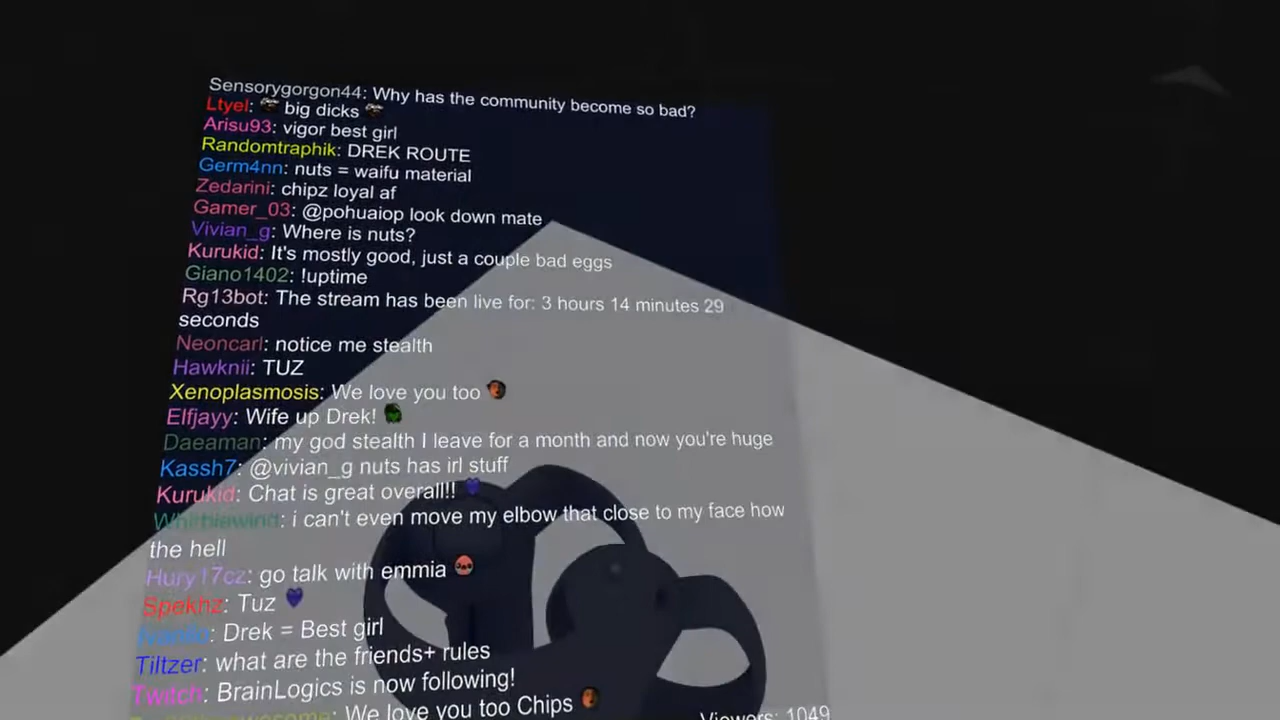 Sensorygorgon44: Why has the community become so bad?
Ltyel: big dicks
Arisu93: vigor best girl
Randomtraphik: DREK ROUTE
Germ4nn: nuts = waifu material
Zedarini: chipz loyal af
Gamer_03: @pohuaiop look down mate
Vivian_g: Where is nuts?
Kurukid: It's mostly good, just a couple bad eggs
Giano1402: !uptime
Rg13bot: The stream has been live for: 3 hours 14 minutes 29
seconds
Neoncarl: notice me stealth
Hawknii: TUZ
Xenoplasmosis: We love you too
Elfjayy: Wife up Drek!
Daeaman: my god stealth I leave for a month and now you're huge
Kassh7: @vivian_g nuts has irl stuff
Kurukid: Chat is great overall!!
: i can't even move my elbow that close to my face how
the hell
Hury17cz: go talk with emmia
Spekhz: Tuz
: Drek = Best girl
Tiltzer: what are the friends+ rules
Twitch: BrainLogics is now following!
: We love you too Chips
Viewers: 1049